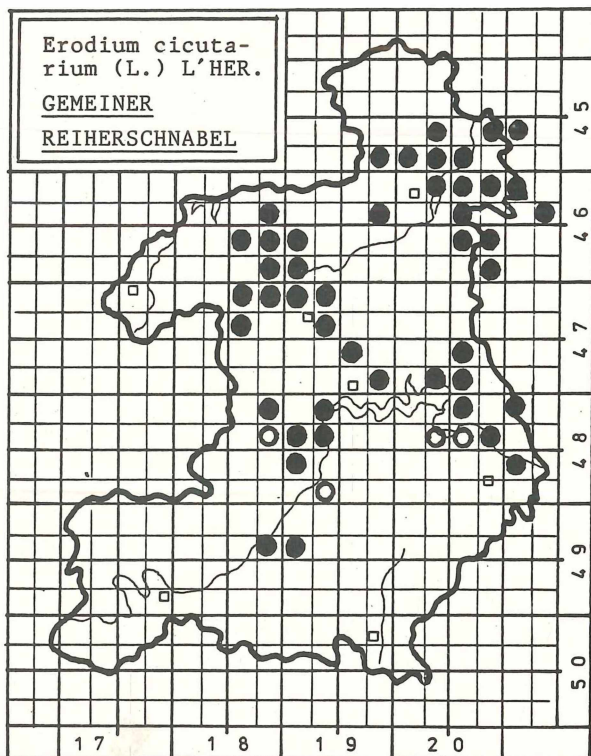 Erodium cicuta-
rium (L.) L'HER.
GEMEINER
REIHERSCHNABEL
45
46
47
48
49
50
17 18 19 20